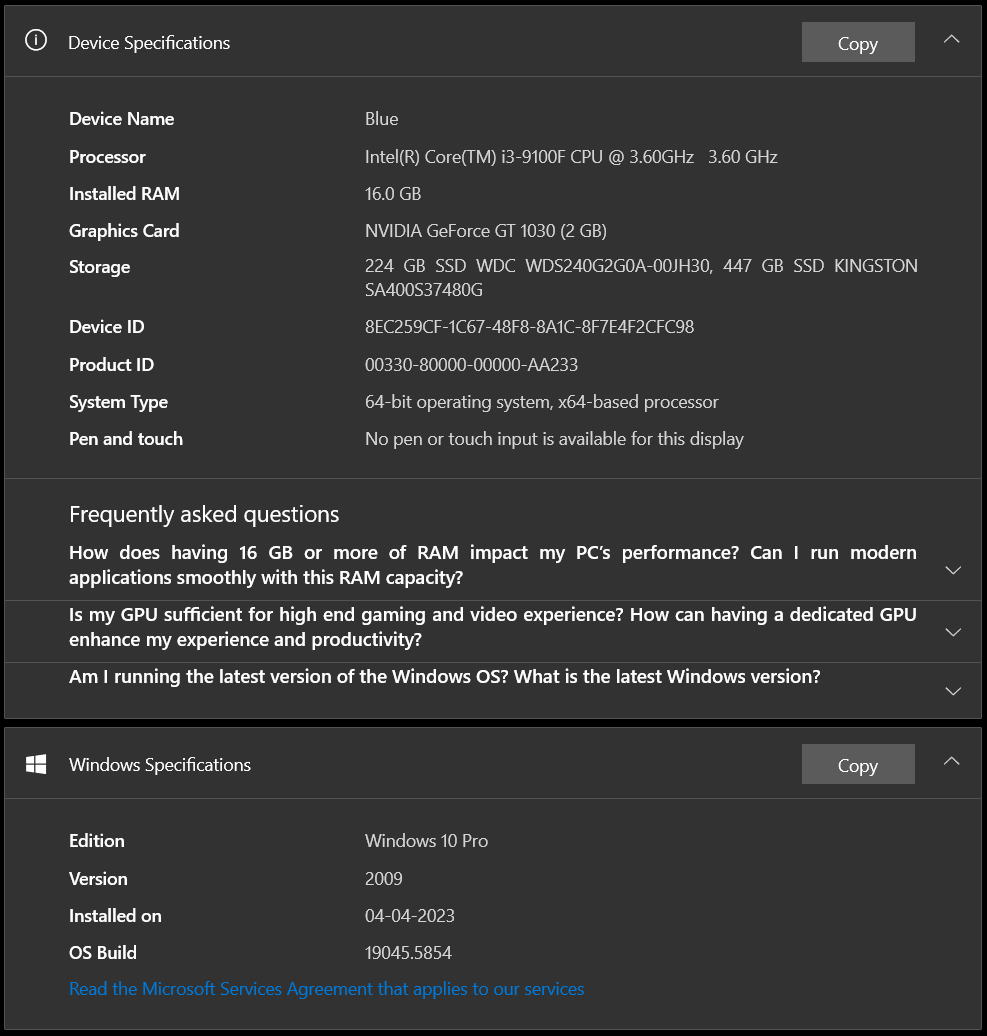 Device Specifications
Copy
Device Name Blue
Processor Intel(R) Core(TM) i3-9100F CPU @ 3.60GHz 3.60 GHz
Installed RAM 16.0 GB
Graphics Card NVIDIA GeForce GT 1030 (2 GB)
Storage 224 GB SSD WDC WDS240G2G0A-00JH30, 447 GB SSD KINGSTON
SA400S37480G
Device ID 8EC259CF-1C67-48F8-8A1C-8F7E4F2CFC98
Product ID 00330-80000-00000-AA233
System Type 64-bit operating system, x64-based processor
Pen and touch No pen or touch input is available for this display
Frequently asked questions
How does having 16 GB or more of RAM impact my PC's performance? Can I run modern
applications smoothly with this RAM capacity?
Is my GPU sufficient for high end gaming and video experience? How can having a dedicated GPU
enhance my experience and productivity?
Am I running the latest version of the Windows OS? What is the latest Windows version?
Windows Specifications
Copy
Edition Windows 10 Pro
Version 2009
Installed on 04-04-2023
OS Build 19045.5854
Read the Microsoft Services Agreement that applies to our services